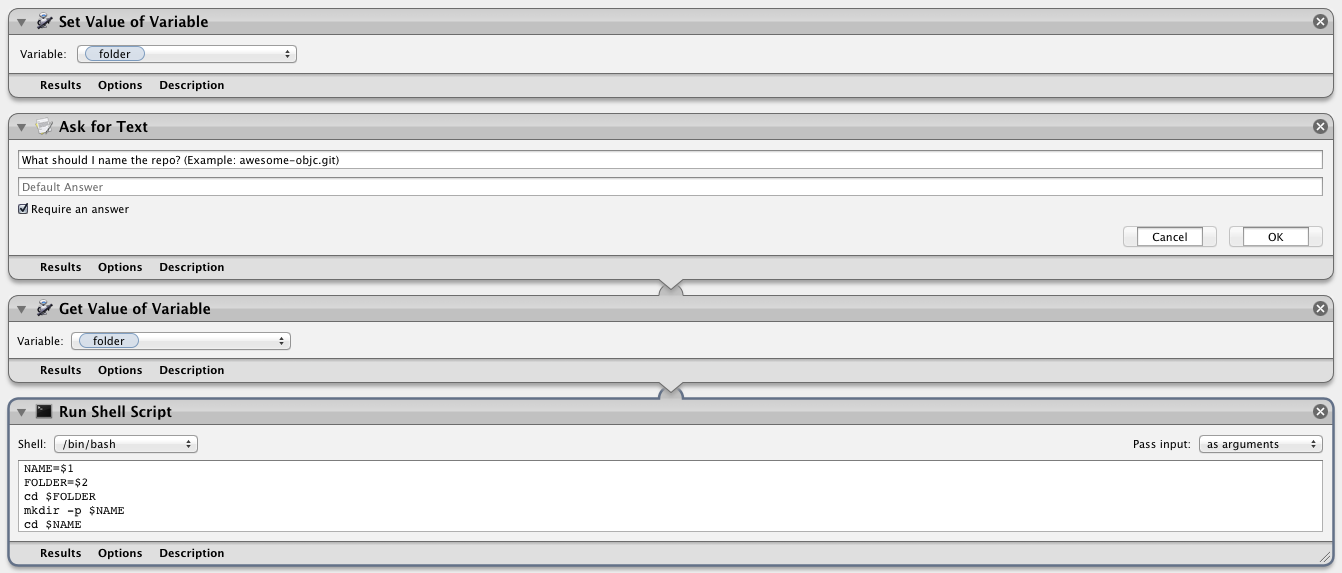 Set Value of Variable
Variable: folder
Results Options Description
Ask for Text
What should I name the repo? (Example: awesome-objc.git)
Default Answer
Require an answer
Cancel OK
Results Options Description
Get Value of Variable
Variable: folder
Results Options Description
Run Shell Script
Shell: /bin/bash Pass input: as arguments
NAME=$1
FOLDER=$2
cd $FOLDER
mkdir -p $NAME
cd $NAME
Results Options Description